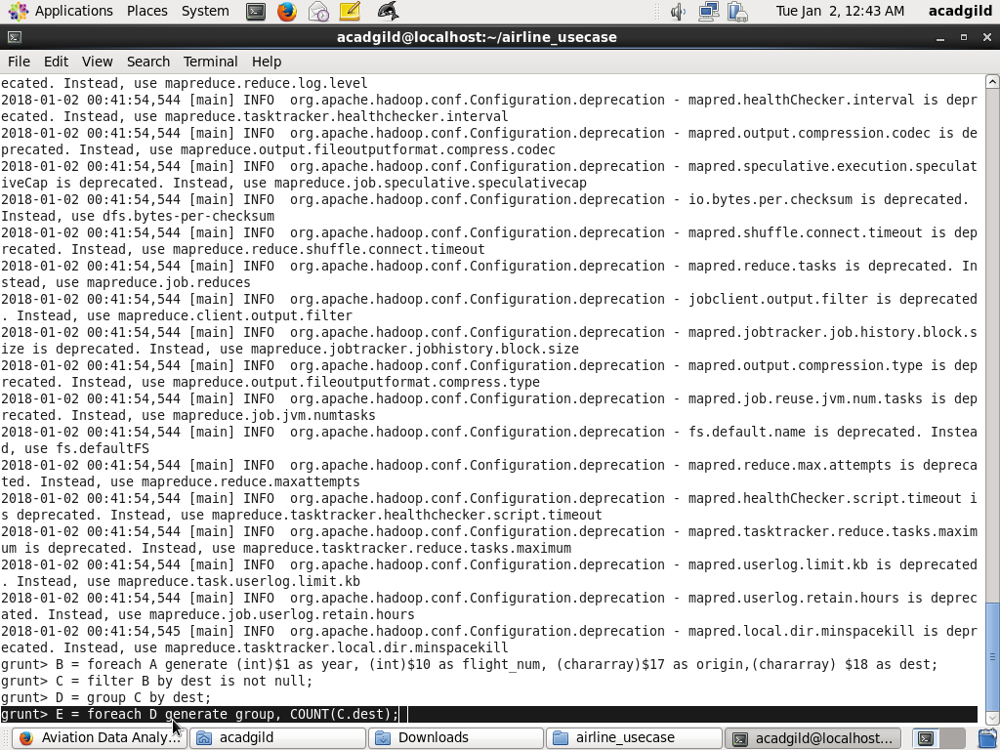 Applications Places System Tue Jan 2, 12:43 AM acadgild
acadgild@localhost:~/airline_usecase
File Edit View Search Terminal Help
ecated. Instead, use mapreduce.reduce.log.level
2018-01-02 00:41:54,544 [main] INFO  org.apache.hadoop.conf.Configuration.deprecation - mapred.healthChecker.interval is depr
ecated. Instead, use mapreduce.tasktracker.healthchecker.interval
2018-01-02 00:41:54,544 [main] INFO  org.apache.hadoop.conf.Configuration.deprecation - mapred.output.compression.codec is de
precated. Instead, use mapreduce.output.fileoutputformat.compress.codec
2018-01-02 00:41:54,544 [main] INFO  org.apache.hadoop.conf.Configuration.deprecation - mapred.speculative.execution.speculat
iveCap is deprecated. Instead, use mapreduce.job.speculative.speculativecap
2018-01-02 00:41:54,544 [main] INFO  org.apache.hadoop.conf.Configuration.deprecation - io.bytes.per.checksum is deprecated.
Instead, use dfs.bytes-per-checksum
2018-01-02 00:41:54,544 [main] INFO  org.apache.hadoop.conf.Configuration.deprecation - mapred.shuffle.connect.timeout is dep
recated. Instead, use mapreduce.reduce.shuffle.connect.timeout
2018-01-02 00:41:54,544 [main] INFO  org.apache.hadoop.conf.Configuration.deprecation - mapred.reduce.tasks is deprecated. In
stead, use mapreduce.job.reduces
2018-01-02 00:41:54,544 [main] INFO  org.apache.hadoop.conf.Configuration.deprecation - jobclient.output.filter is deprecated
. Instead, use mapreduce.client.output.filter
2018-01-02 00:41:54,544 [main] INFO  org.apache.hadoop.conf.Configuration.deprecation - mapred.jobtracker.job.history.block.s
ize is deprecated. Instead, use mapreduce.jobtracker.jobhistory.block.size
2018-01-02 00:41:54,544 [main] INFO  org.apache.hadoop.conf.Configuration.deprecation - mapred.output.compression.type is dep
recated. Instead, use mapreduce.output.fileoutputformat.compress.type
2018-01-02 00:41:54,544 [main] INFO  org.apache.hadoop.conf.Configuration.deprecation - mapred.job.reuse.jvm.num.tasks is dep
recated. Instead, use mapreduce.job.jvm.numtasks
2018-01-02 00:41:54,544 [main] INFO  org.apache.hadoop.conf.Configuration.deprecation - fs.default.name is deprecated. Instea
d, use fs.defaultFS
2018-01-02 00:41:54,544 [main] INFO  org.apache.hadoop.conf.Configuration.deprecation - mapred.reduce.max.attempts is depreca
ted. Instead, use mapreduce.reduce.maxattempts
2018-01-02 00:41:54,544 [main] INFO  org.apache.hadoop.conf.Configuration.deprecation - mapred.healthChecker.script.timeout i
s deprecated. Instead, use mapreduce.tasktracker.healthchecker.script.timeout
2018-01-02 00:41:54,544 [main] INFO  org.apache.hadoop.conf.Configuration.deprecation - mapred.tasktracker.reduce.tasks.maxim
um is deprecated. Instead, use mapreduce.tasktracker.reduce.tasks.maximum
2018-01-02 00:41:54,544 [main] INFO  org.apache.hadoop.conf.Configuration.deprecation - mapred.userlog.limit.kb is deprecated
. Instead, use mapreduce.task.userlog.limit.kb
2018-01-02 00:41:54,544 [main] INFO  org.apache.hadoop.conf.Configuration.deprecation - mapred.userlog.retain.hours is deprec
ated. Instead, use mapreduce.job.userlog.retain.hours
2018-01-02 00:41:54,545 [main] INFO  org.apache.hadoop.conf.Configuration.deprecation - mapred.local.dir.minspacekill is depr
ecated. Instead, use mapreduce.tasktracker.local.dir.minspacekill
grunt> B = foreach A generate (int)$1 as year, (int)$10 as flight_num, (chararray)$17 as origin,(chararray) $18 as dest;
grunt> C = filter B by dest is not null;
grunt> D = group C by dest;
grunt> E = foreach D generate group, COUNT(C.dest);
Aviation Data Analy... acadgild Downloads airline_usecase acadgild@localhost:...